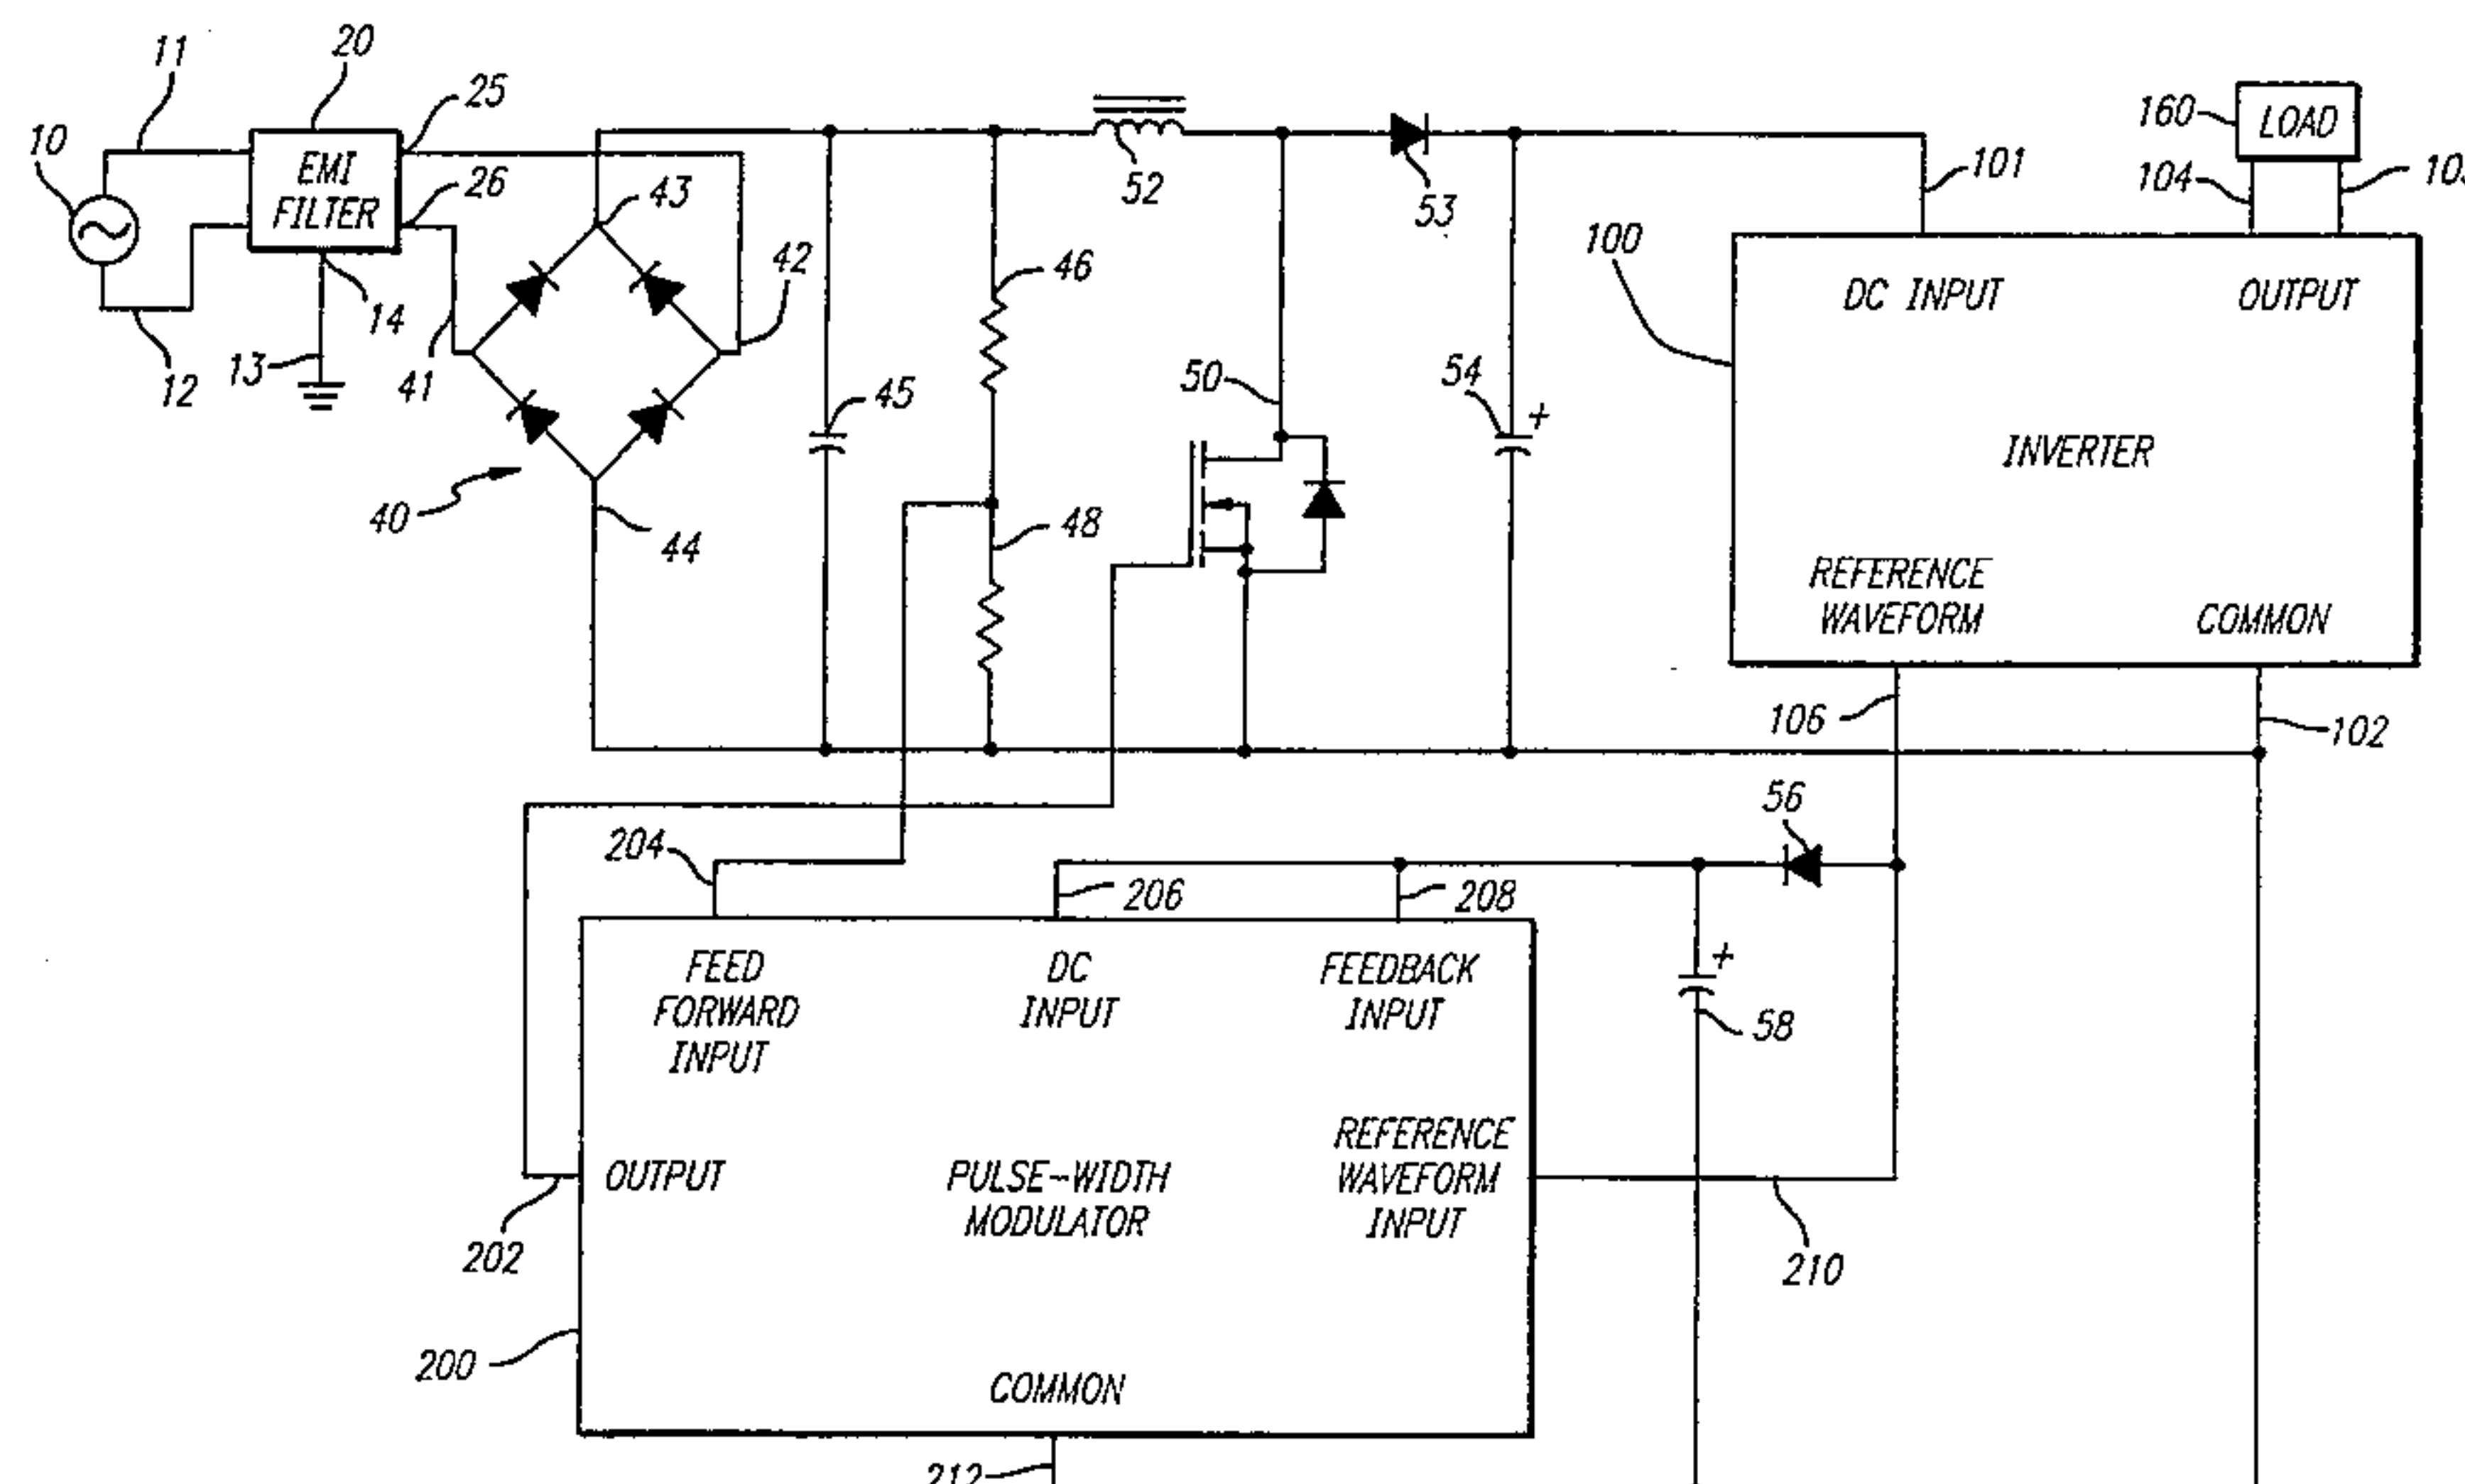 11
20
25
10
EMI
FILTER
26
43
42
14
13
12
41
40
44
45
46
48
52
53
50
54
+
160
LOAD
104
101
100
DC INPUT
OUTPUT
INVERTER
REFERENCE
WAVEFORM
COMMON
106
102
56
204
206
208
FEED
FORWARD
INPUT
DC
INPUT
FEEDBACK
INPUT
+
58
OUTPUT
PULSE-WIDTH
MODULATOR
REFERENCE
WAVEFORM
INPUT
202
210
200
COMMON
212